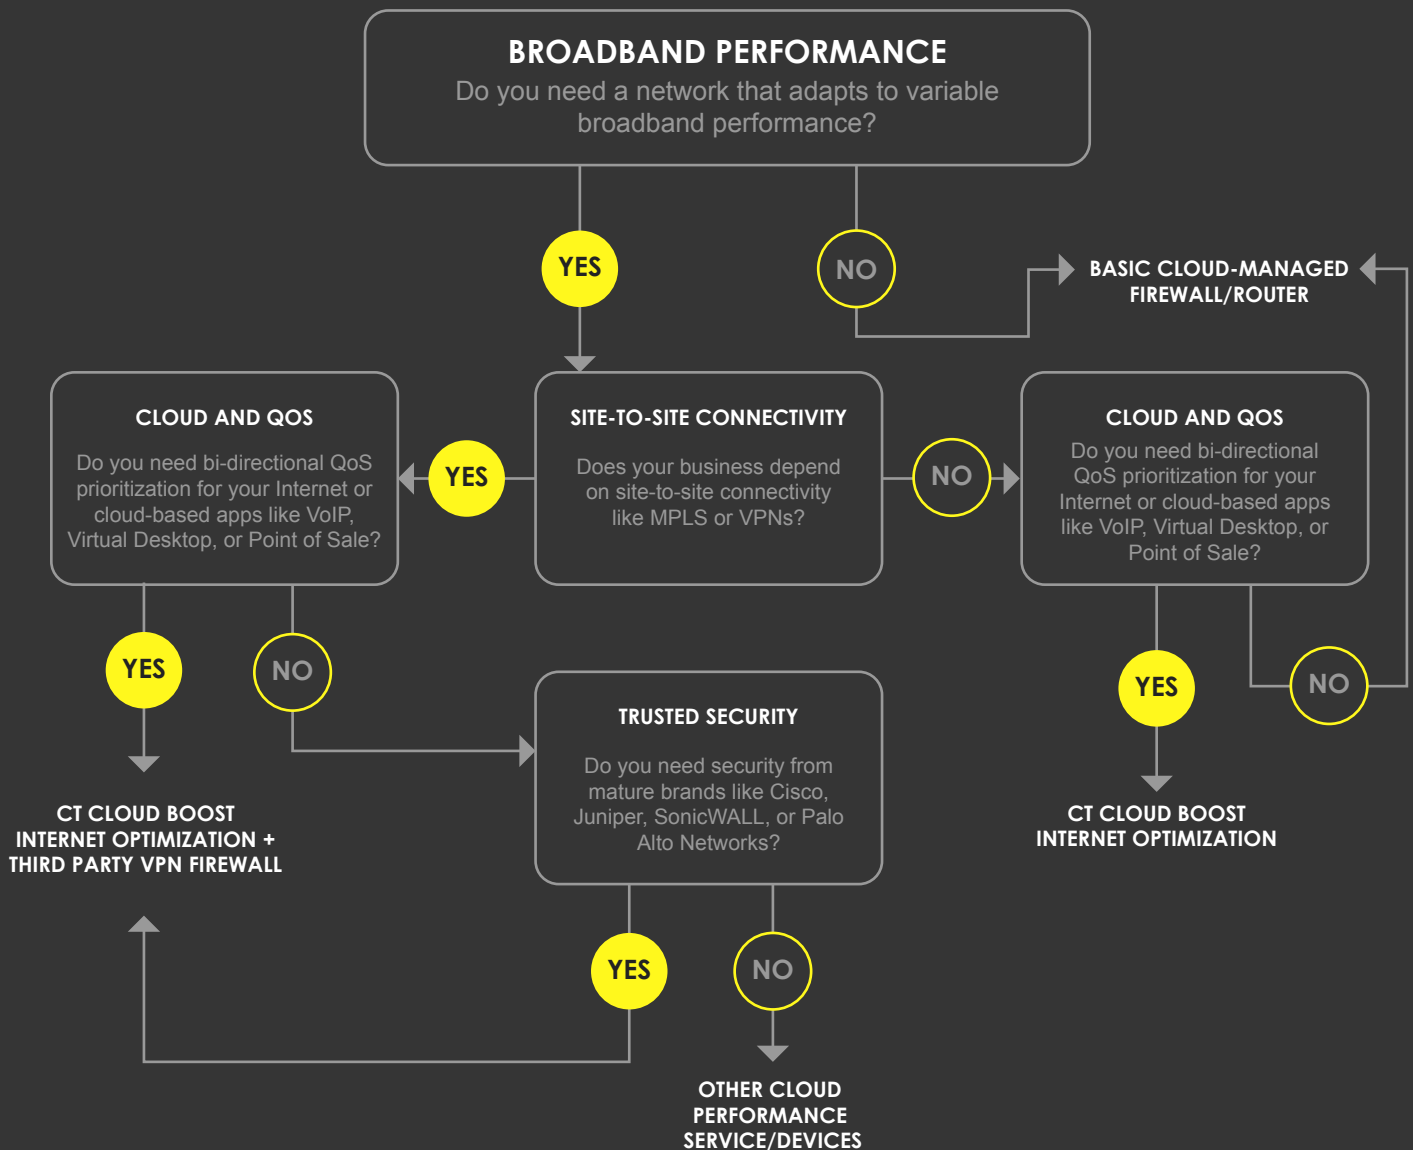 BROADBAND PERFORMANCE
Do you need a network that adapts to variable
broadband performance?
YES
NO
BASIC CLOUD-MANAGED
FIREWALL/ROUTER
CLOUD AND QOS
Do you need bi-directional QoS
prioritization for your Internet or
cloud-based apps like VoIP,
Virtual Desktop, or Point of Sale?
YES
SITE-TO-SITE CONNECTIVITY
Does your business depend
on site-to-site connectivity
like MPLS or VPNs?
NO
CLOUD AND QOS
Do you need bi-directional
QoS prioritization for your
Internet or cloud-based apps
like VoIP, Virtual Desktop, or
Point of Sale?
YES
NO
YES
NO
CT CLOUD BOOST
INTERNET OPTIMIZATION +
THIRD PARTY VPN FIREWALL
TRUSTED SECURITY
Do you need security from
mature brands like Cisco,
Juniper, SonicWALL, or Palo
Alto Networks?
CT CLOUD BOOST
INTERNET OPTIMIZATION
YES
NO
OTHER CLOUD
PERFORMANCE
SERVICE/DEVICES